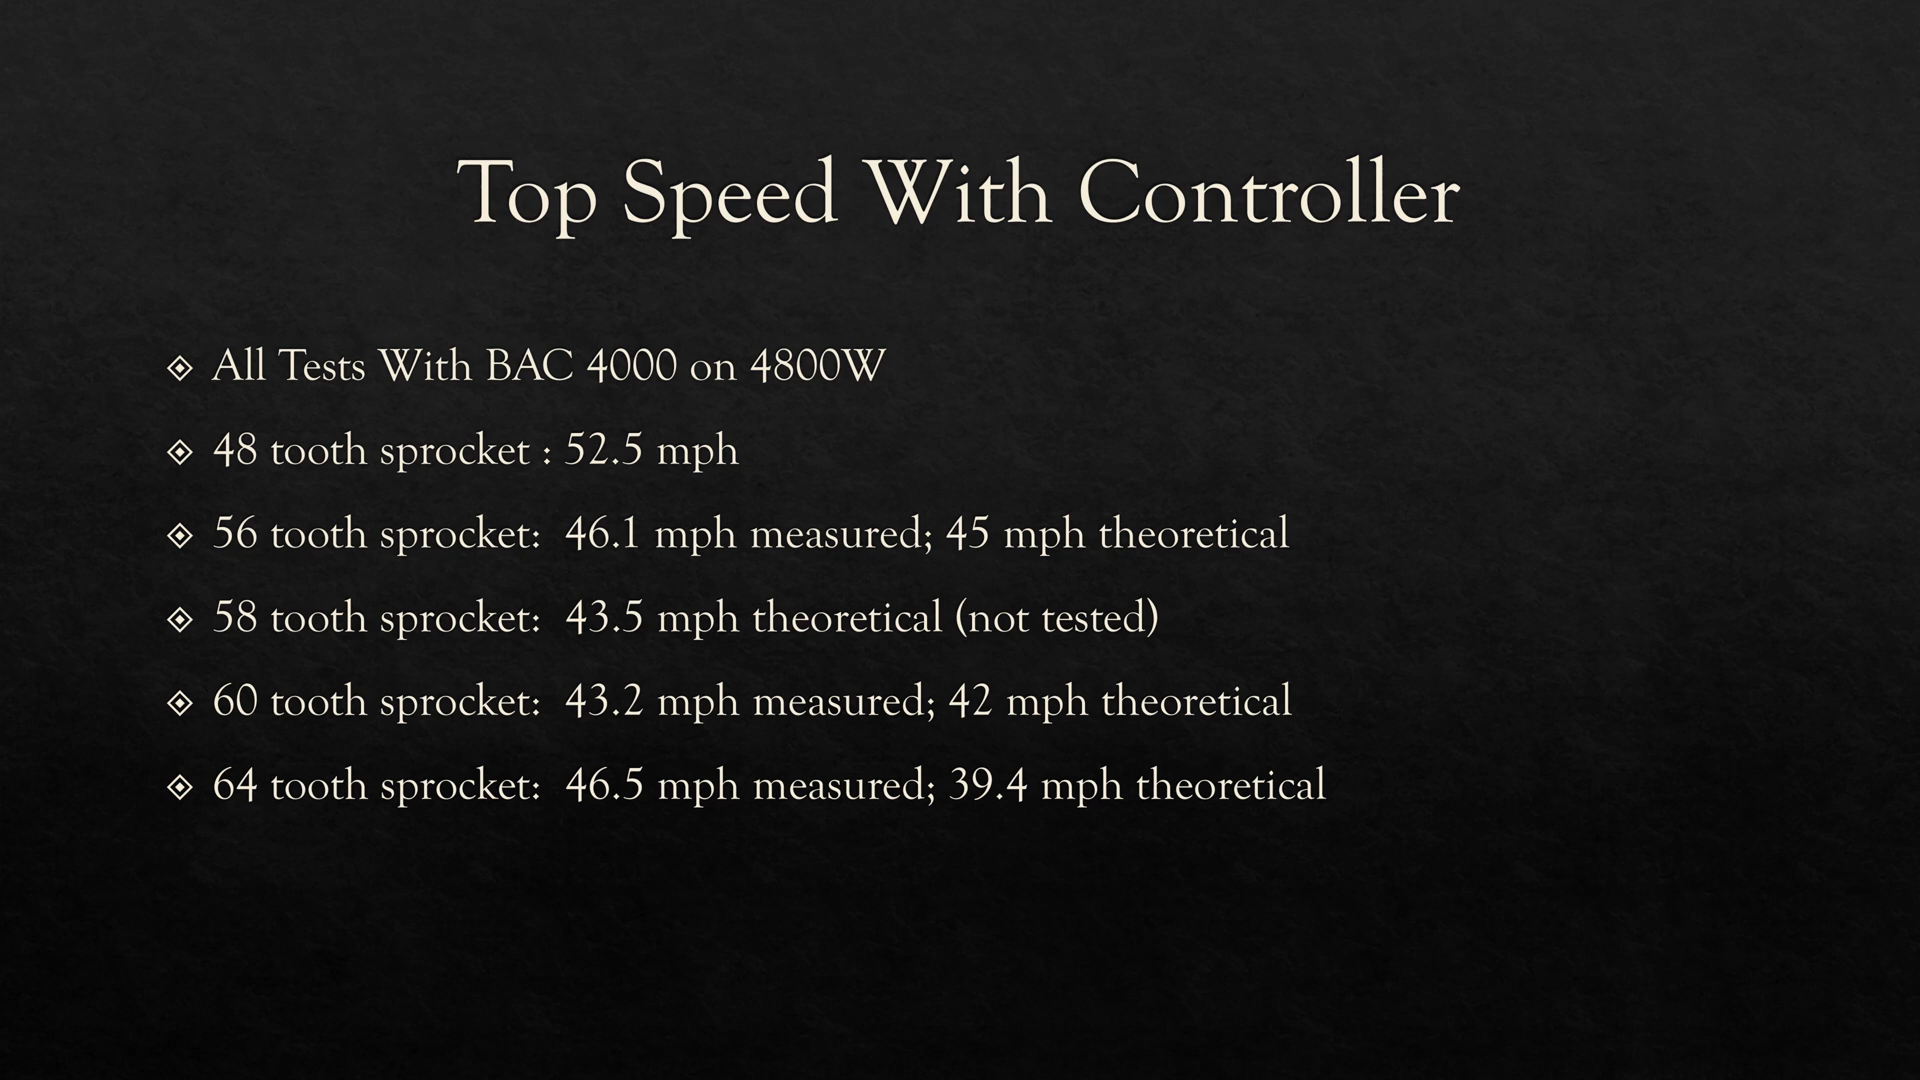 Top Speed With Controller
All Tests With BAC 4000 on 4800W
48 tooth sprocket : 52.5 mph
56 tooth sprocket:  46.1 mph measured; 45 mph theoretical
58 tooth sprocket:  43.5 mph theoretical (not tested)
60 tooth sprocket:  43.2 mph measured; 42 mph theoretical
64 tooth sprocket:  46.5 mph measured; 39.4 mph theoretical